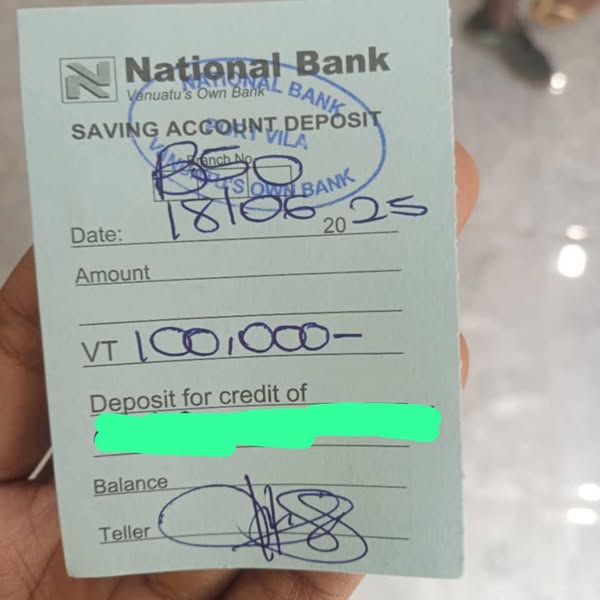 National Bank
Vanuatu's Own Bank
NATIONAL BANK
SAVING ACCOUNT DEPOSIT
PORT VILA
Branch No
VANUATU'S OWN BANK
B50
Date: 18/06 2025
Amount
VT 100,000-
Deposit for credit of
Balance
Teller